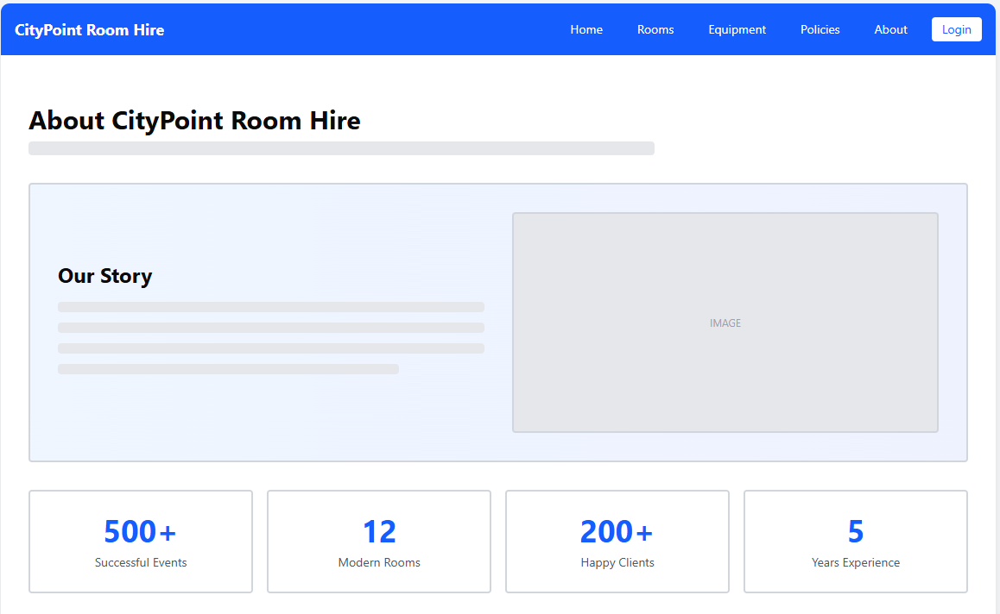 CityPoint Room Hire
Home Rooms Equipment Policies About Login
About CityPoint Room Hire
Our Story
IMAGE
500+
Successful Events
12
Modern Rooms
200+
Happy Clients
5
Years Experience